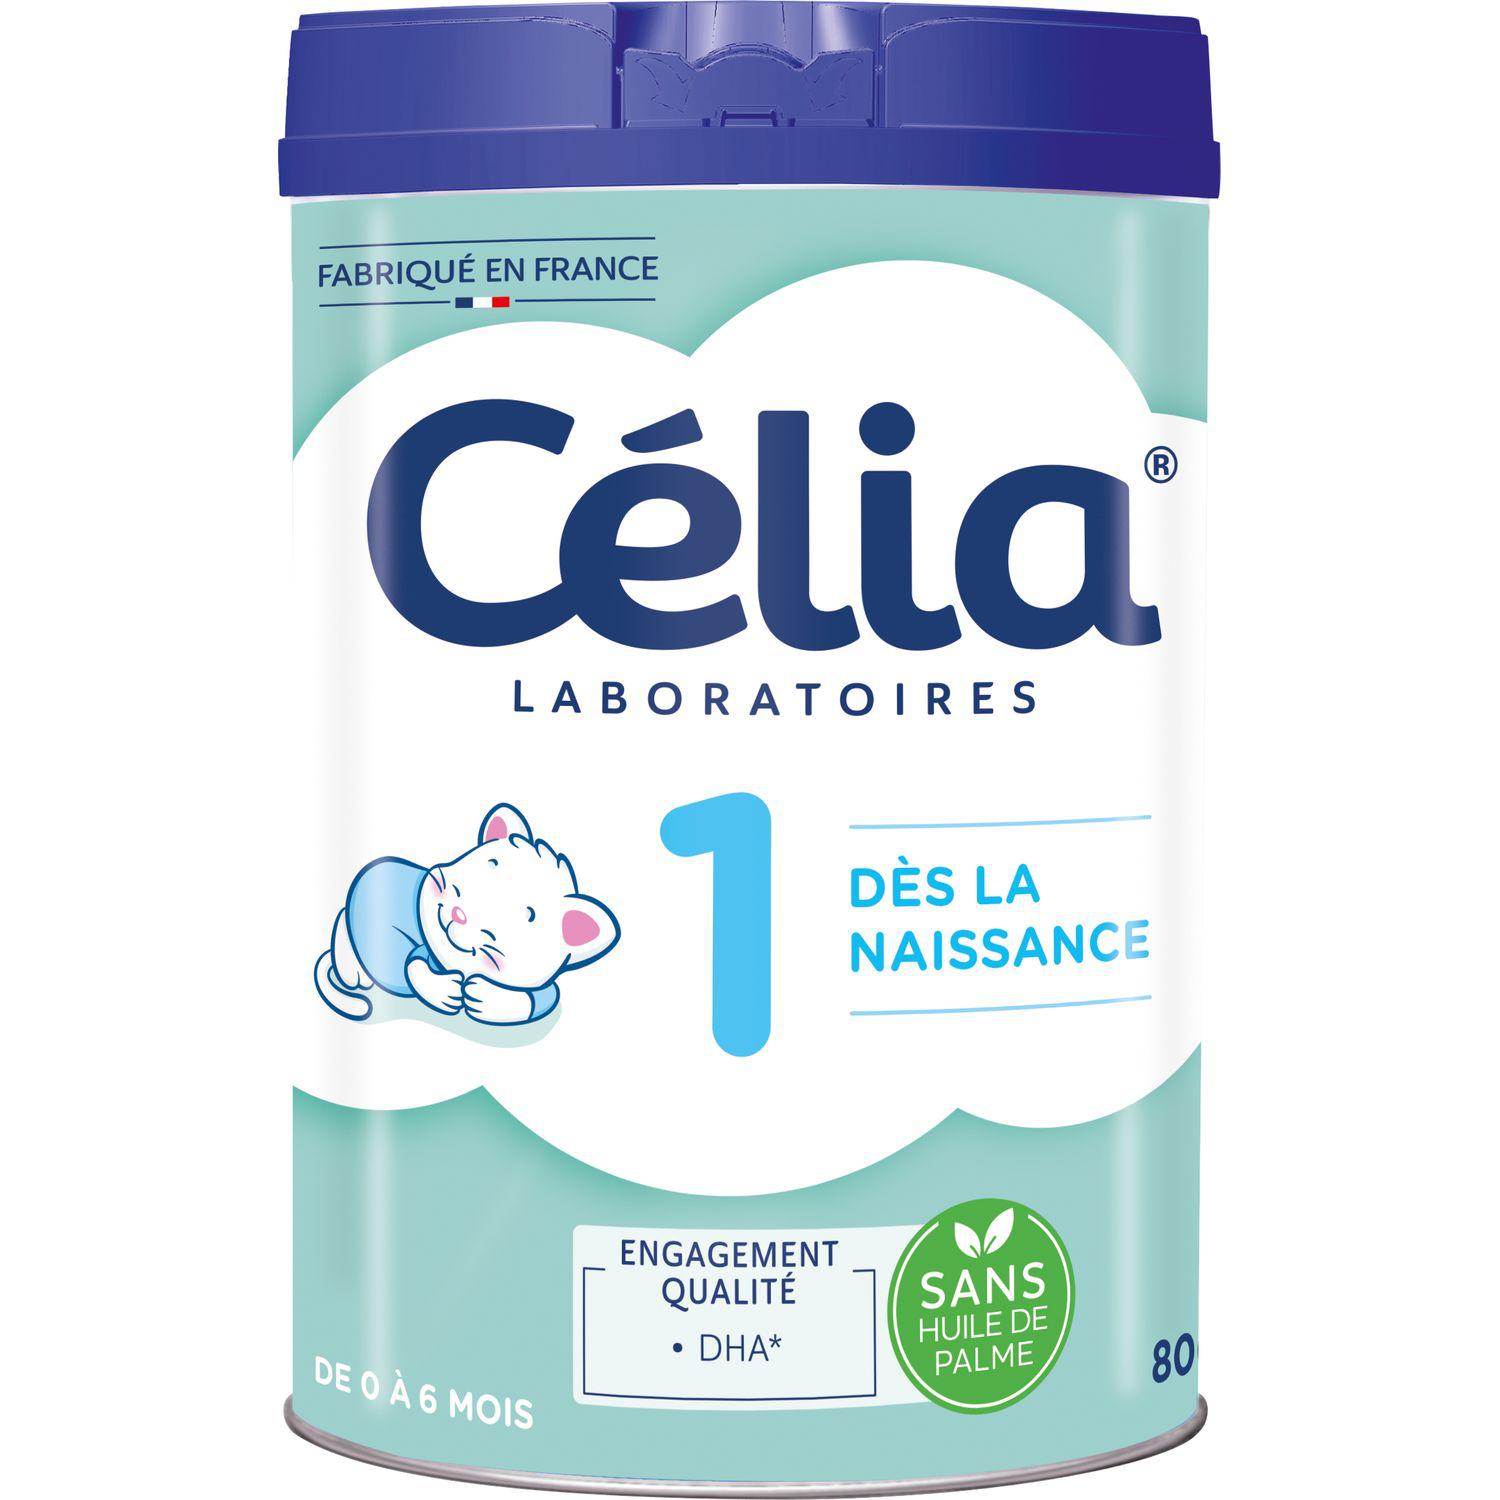 FABRIQUÉ EN FRANCE
Célia®
LABORATOIRES
1
DÈS LA
NAISSANCE
ENGAGEMENT
QUALITÉ
• DHA*
SANS
HUILE DE
PALME
DE 0 À 6 MOIS